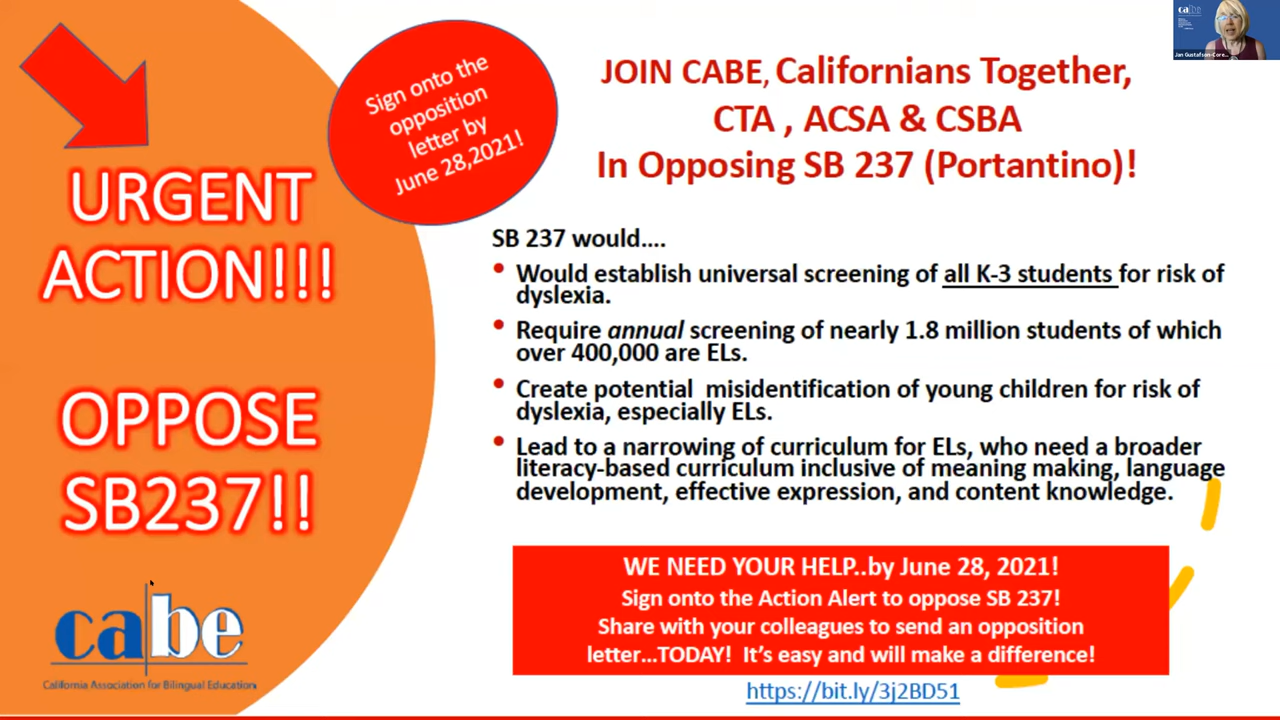 URGENT
ACTION!!!
OPPOSE
SB237!!
ca be
California Association for Bilingual Education
Sign onto the
opposition
letter by
June 28,2021!
JOIN CABE, Californians Together,
CTA , ACSA & CSBA
In Opposing SB 237 (Portantino)!
SB 237 would....
• Would establish universal screening of all K-3 students for risk of
dyslexia.
• Require annual screening of nearly 1.8 million students of which
over 400,000 are ELs.
• Create potential misidentification of young children for risk of
dyslexia, especially ELs.
• Lead to a narrowing of curriculum for ELs, who need a broader
literacy-based curriculum inclusive of meaning making, language
development, effective expression, and content knowledge.
WE NEED YOUR HELP..by June 28, 2021!
Sign onto the Action Alert to oppose SB 237!
Share with your colleagues to send an opposition
letter...TODAY! It's easy and will make a difference!
https://bit.ly/3j2BD51
cabe
Jan Gustafson-Core...